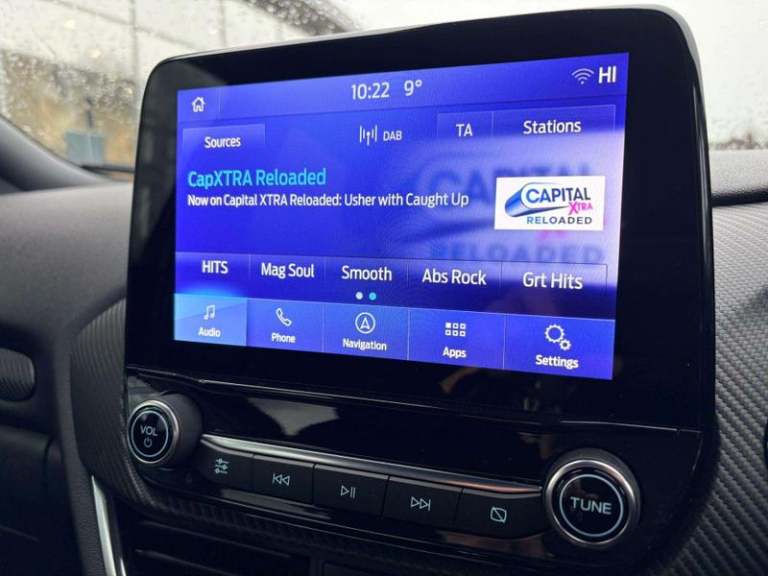 10:22 9° HI
Sources DAB TA Stations
CapXTRA Reloaded
Now on Capital XTRA Reloaded: Usher with Caught Up
CAPITAL
XTRA
RELOADED
HITS Mag Soul Smooth Abs Rock Grt Hits
Audio Phone Navigation Apps Settings
VOL
TUNE